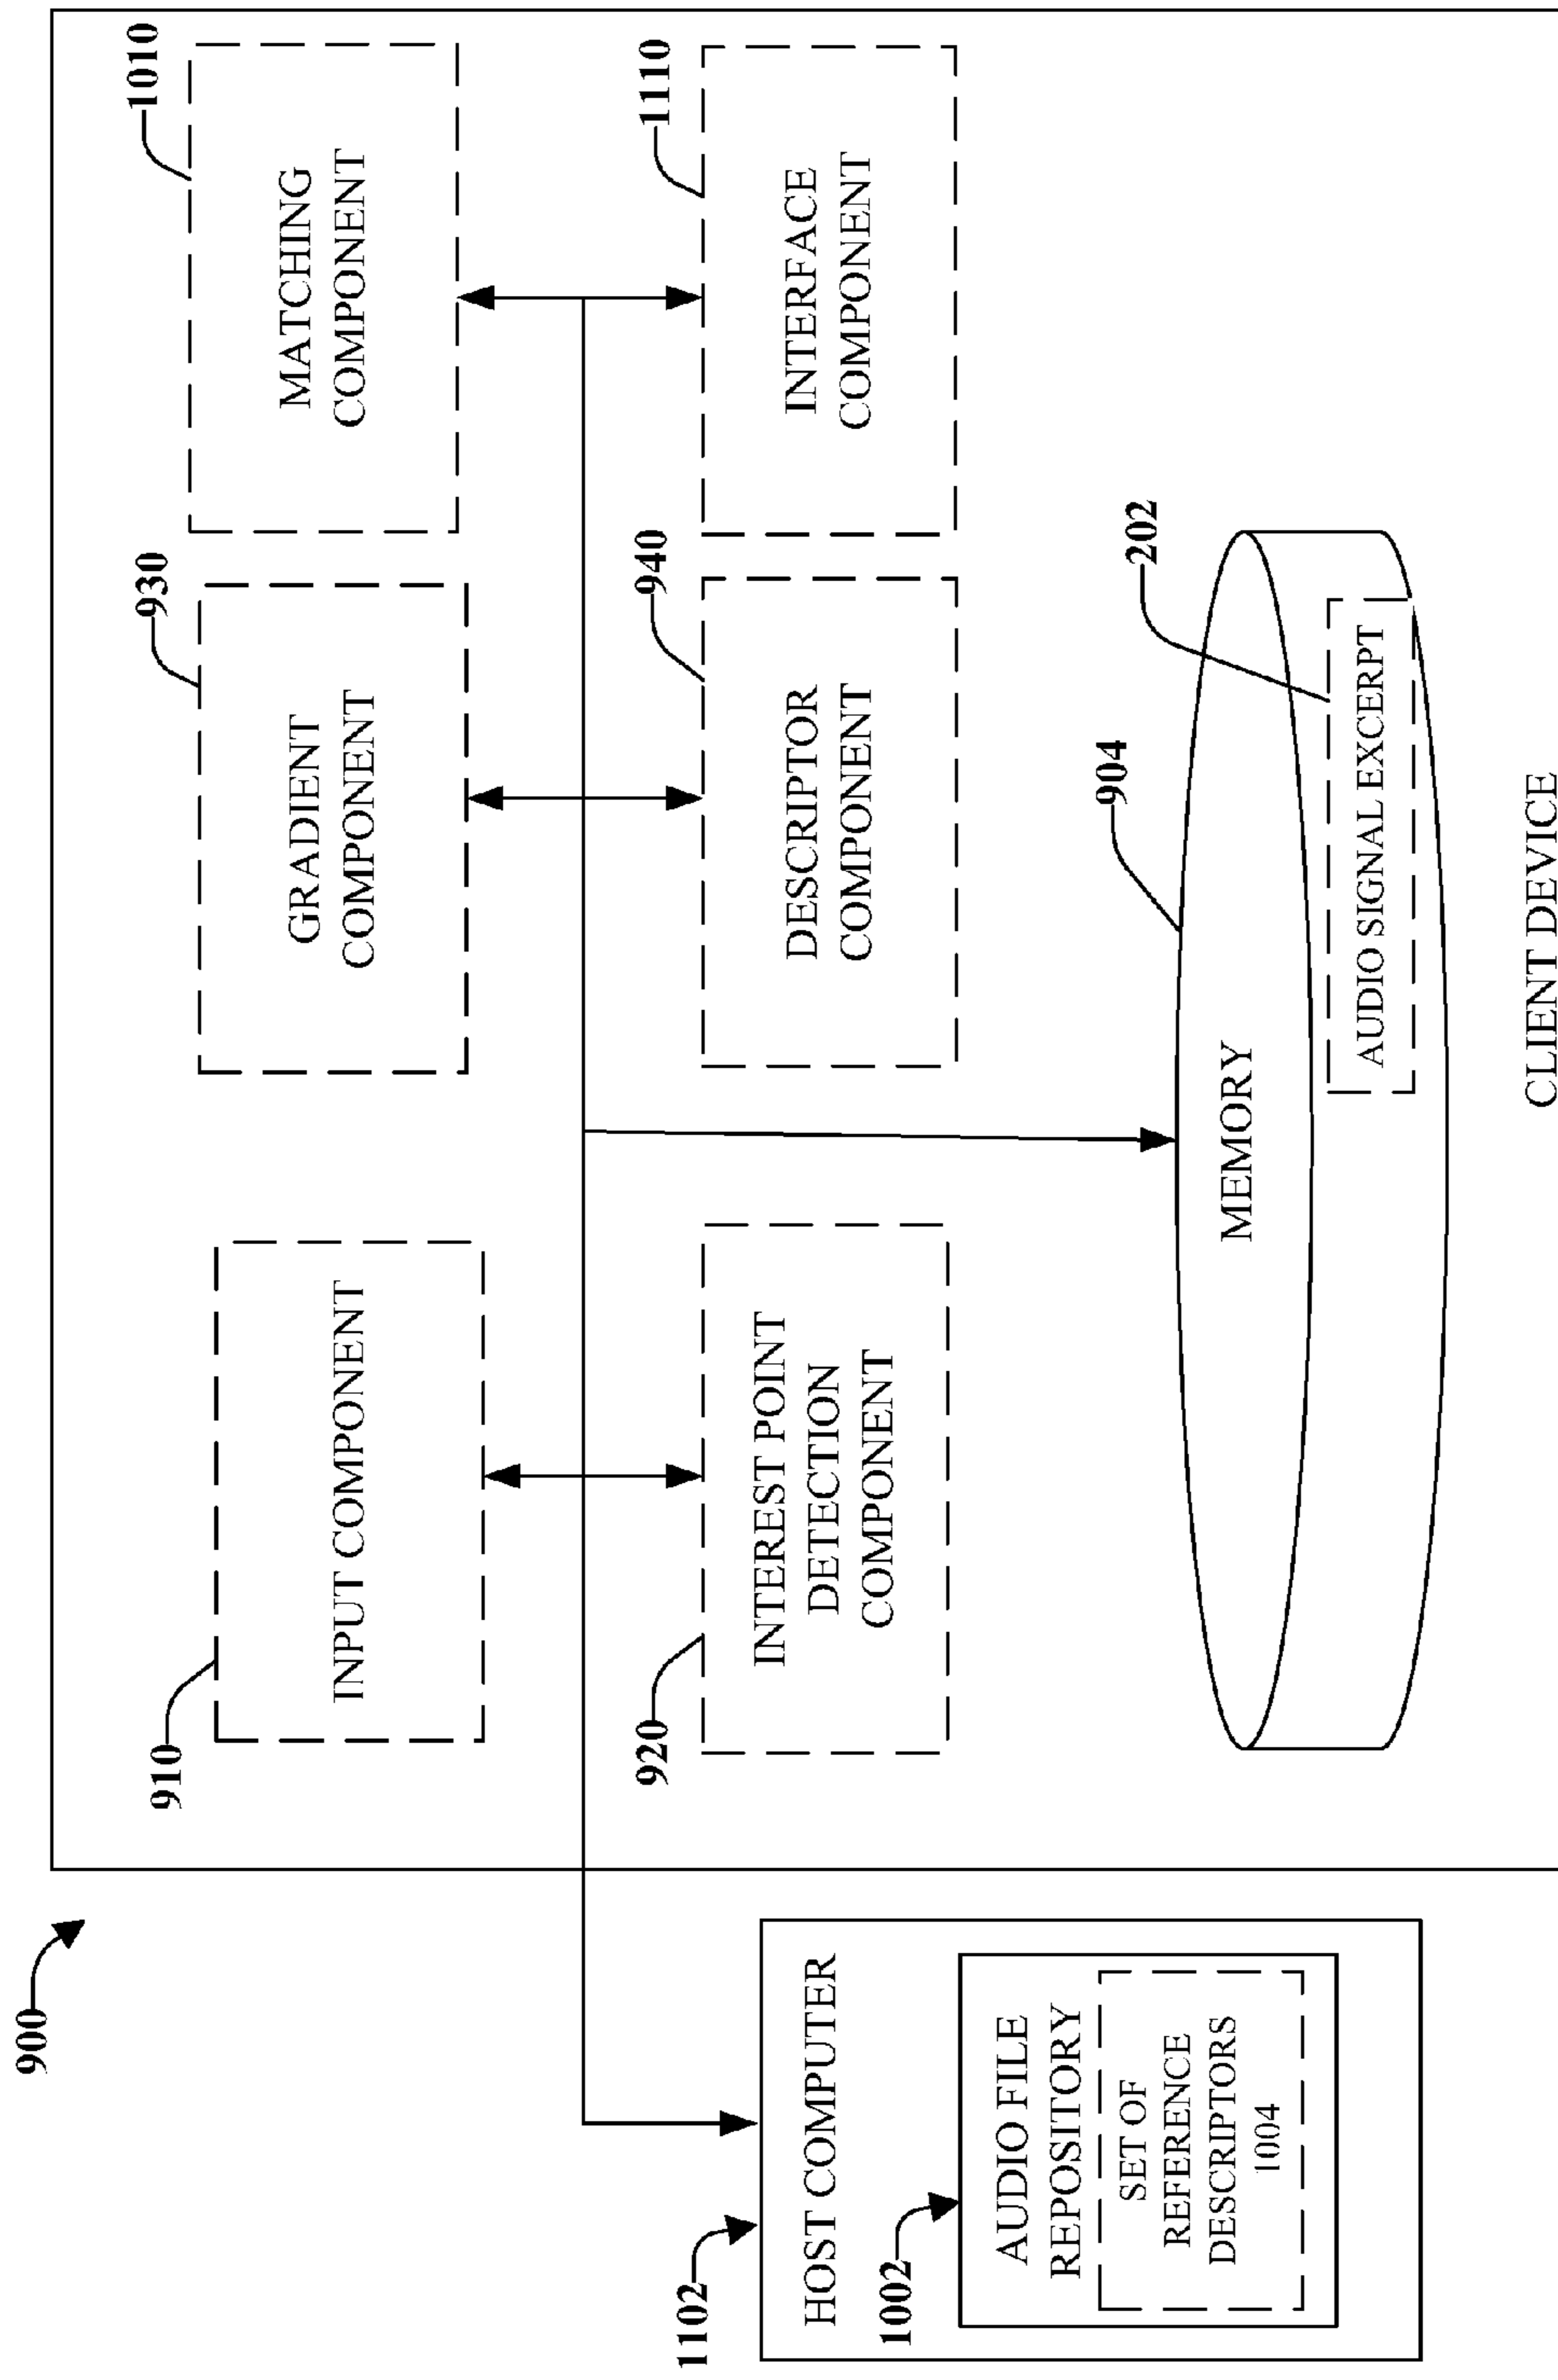 900
910
INPUT COMPONENT
930
GRADIENT
COMPONENT
1010
MATCHING
COMPONENT
920
INTEREST POINT
DETECTION
COMPONENT
940
DESCRIPTOR
COMPONENT
1110
INTERFACE
COMPONENT
1102
HOST COMPUTER
1002
AUDIO FILE
REPOSITORY
SET OF
REFERENCE
DESCRIPTORS
1004
904
MEMORY
202
AUDIO SIGNAL EXCERPT
CLIENT DEVICE